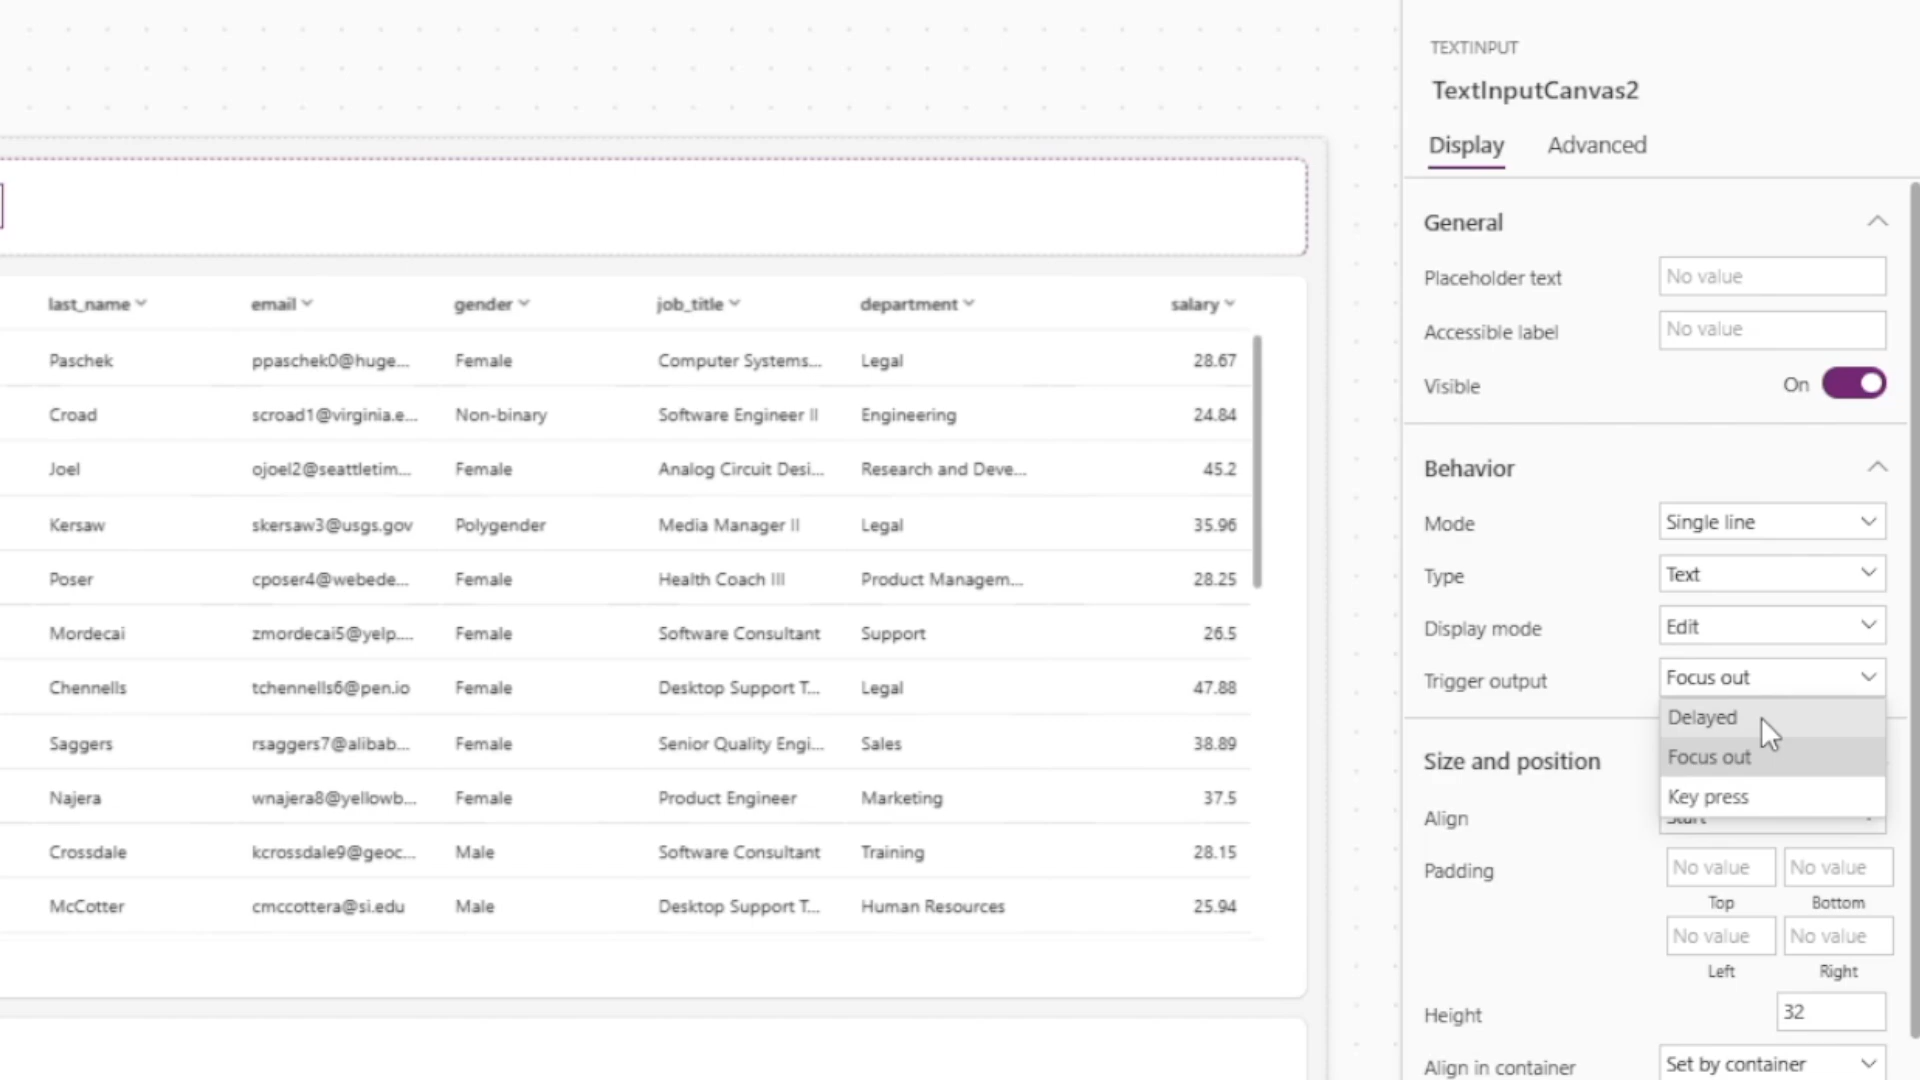 TEXTINPUT
TextInputCanvas2
Display Advanced
General
Placeholder text No value
Accessible label No value
Visible On
Behavior
Mode Single line
Type Text
Display mode Edit
Trigger output Focus out
Delayed
Focus out
Key press
Size and position
Align Start
Padding No value No value
Top Bottom
No value No value
Left Right
Height 32
Align in container Set by container
last_name email gender job_title department salary
Paschek ppaschek0@huge... Female Computer Systems... Legal 28.67
Croad scroad1@virginia.e... Non-binary Software Engineer II Engineering 24.84
Joel ojoel2@seattletim... Female Analog Circuit Desi... Research and Deve... 45.2
Kersaw skersaw3@usgs.gov Polygender Media Manager II Legal 35.96
Poser cposer4@webede... Female Health Coach III Product Managem... 28.25
Mordecai zmordecai5@yelp.... Female Software Consultant Support 26.5
Chennells tchennells6@pen.io Female Desktop Support T... Legal 47.88
Saggers rsaggers7@alibab... Female Senior Quality Engi... Sales 38.89
Najera wnajera8@yellowb... Female Product Engineer Marketing 37.5
Crossdale kcrossdale9@geoc... Male Software Consultant Training 28.15
McCotter cmccottera@si.edu Male Desktop Support T... Human Resources 25.94